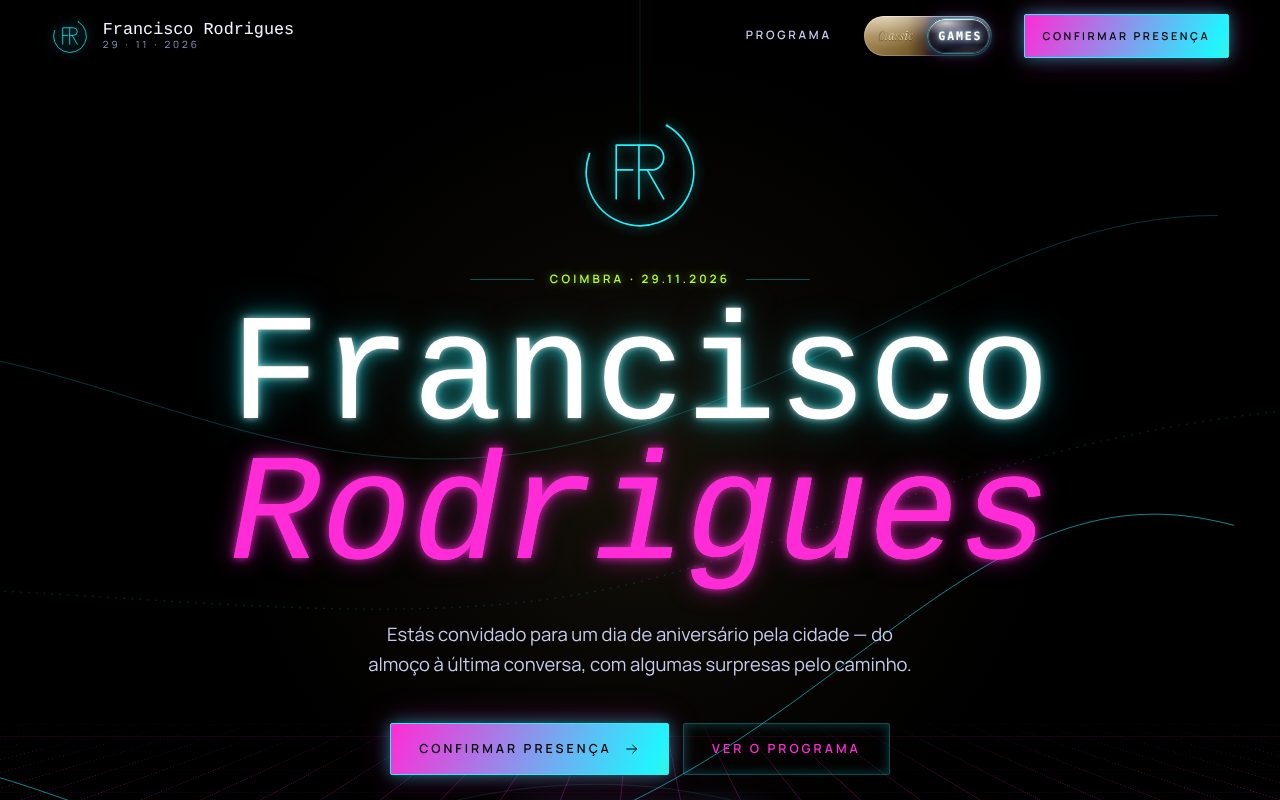 FR
Francisco Rodrigues
29 · 11 · 2026
PROGRAMA
Classic
GAMES
CONFIRMAR PRESENÇA
FR
COIMBRA · 29.11.2026
Francisco
Rodrigues
Estás convidado para um dia de aniversário pela cidade — do
almoço à última conversa, com algumas surpresas pelo caminho.
CONFIRMAR PRESENÇA →
VER O PROGRAMA